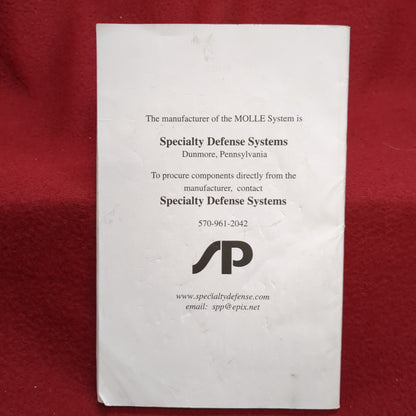 The manufacturer of the MOLLE System is
Specialty Defense Systems
Dunmore, Pennsylvania
To procure components directly from the
manufacturer, contact
Specialty Defense Systems
570-961-2042
SP
www.specialtydefense.com
email: spp@epix.net